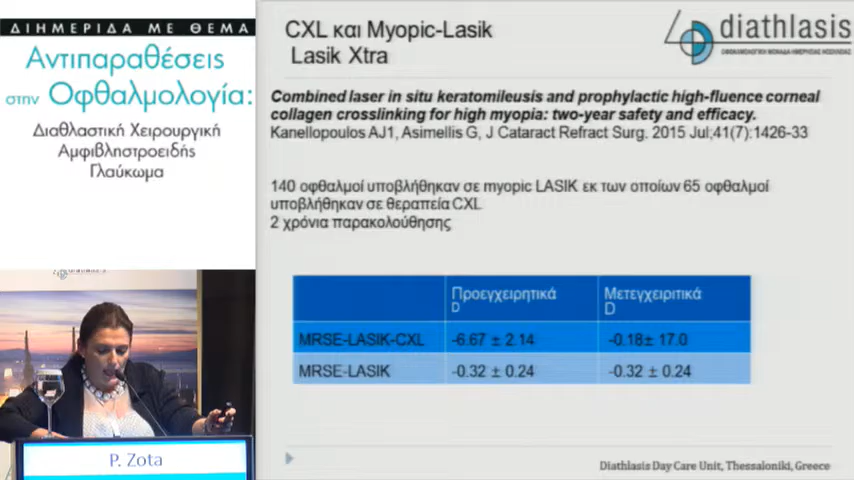 ΔΙΗΜΕΡΙΔΑ ΜΕ ΘΕΜΑ
Αντιπαραθέσεις
στην Οφθαλμολογία:
Διαθλαστική Χειρουργική
Αμφιβληστροειδής
Γλαύκωμα
P. Zota
CXL και Myopic-Lasik
Lasik Xtra
diathlasis
ΟΦΘΑΛΜΟΛΟΓΙΚΗ ΜΟΝΑΔΑ ΗΜΕΡΗΣΙΑΣ ΝΟΣΗΛΕΙΑΣ
Combined laser in situ keratomileusis and prophylactic high-fluence corneal
collagen crosslinking for high myopia: two-year safety and efficacy.
Kanellopoulos AJ1, Asimellis G, J Cataract Refract Surg. 2015 Jul;41(7):1426-33
140 οφθαλμοί υποβλήθηκαν σε myopic LASIK εκ των οποίων 65 οφθαλμοί
υποβλήθηκαν σε θεραπεία CXL
2 χρόνια παρακολούθησης
Προεγχειρητικά Μετεγχειριτικά
D D
MRSE-LASIK-CXL -6.67 ± 2.14 -0.18± 17.0
MRSE-LASIK -0.32 ± 0.24 -0.32 ± 0.24
Diathlasis Day Care Unit, Thessaloniki, Greece